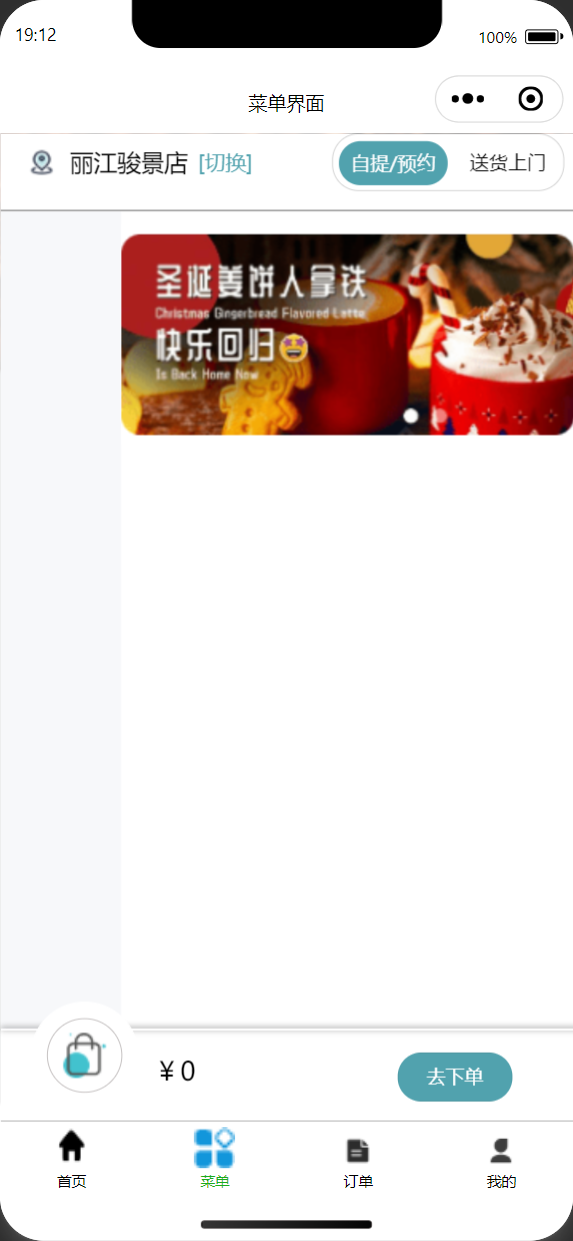 19:12
100%
菜单界面
丽江骏景店 [切换]
自提/预约 送货上门
圣诞姜饼人拿铁
Christmas Gingerbread Flavored Latte
快乐回归
Is Back Home Now
¥ 0
去下单
首页 菜单 订单 我的